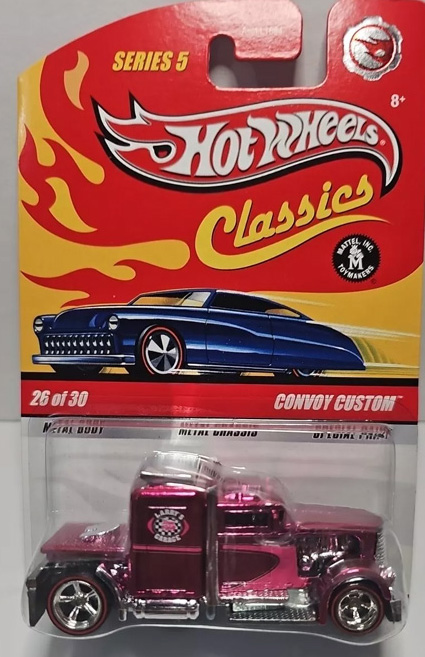 SERIES 5
8+
Hot Wheels®
Classics
MATTEL, INC.
M
TOYMAKERS
26 of 30
CONVOY CUSTOM™
METAL BODY METAL CHASSIS SPECIAL PAINT
LARRY'S
GARAGE